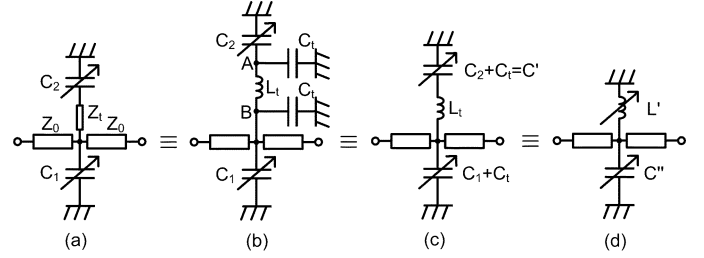 C₂
Zₜ
Z₀ Z₀
C₁
(a)
≡
C₂
Cₜ
A
Lₜ
Cₜ
B
C₁
(b)
≡
C₂+Cₜ=C'
Lₜ
C₁+Cₜ
(c)
≡
L'
C"
(d)